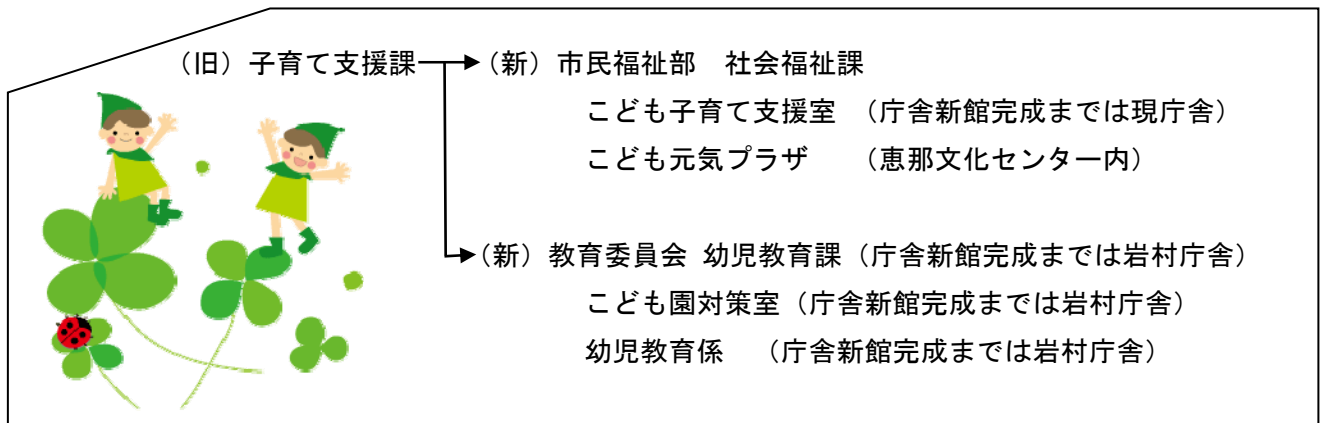 （旧）子育て支援課→（新）市民福祉部　社会福祉課
こども子育て支援室　（庁舎新館完成までは現庁舎）
こども元気プラザ　　（恵那文化センター内）
（新）教育委員会 幼児教育課（庁舎新館完成までは岩村庁舎）
こども園対策室（庁舎新館完成までは岩村庁舎）
幼児教育係　（庁舎新館完成までは岩村庁舎）